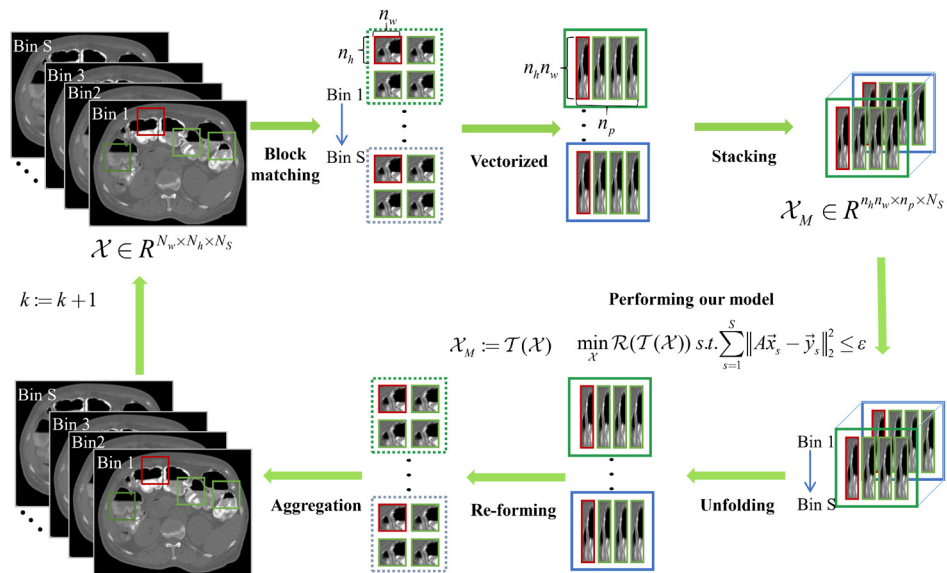 Bin S
Bin 3
Bin2
Bin 1
Block
matching
n_w
n_h
Bin 1
Bin S
Vectorized
n_h n_w
n_p
Stacking
𝒳 ∈ R^{N_w×N_h×N_S}
𝒳_M ∈ R^{n_h n_w×n_p×N_S}
k := k+1
Performing our model
𝒳_M := 𝒯(𝒳) min_𝒳 ℛ(𝒯(𝒳)) s.t. ∑_{s=1}^{S} ‖Ax⃗_s − y⃗_s‖_2^2 ≤ ε
Bin S
Bin 3
Bin2
Bin 1
Aggregation
Re-forming
Unfolding
Bin 1
Bin S